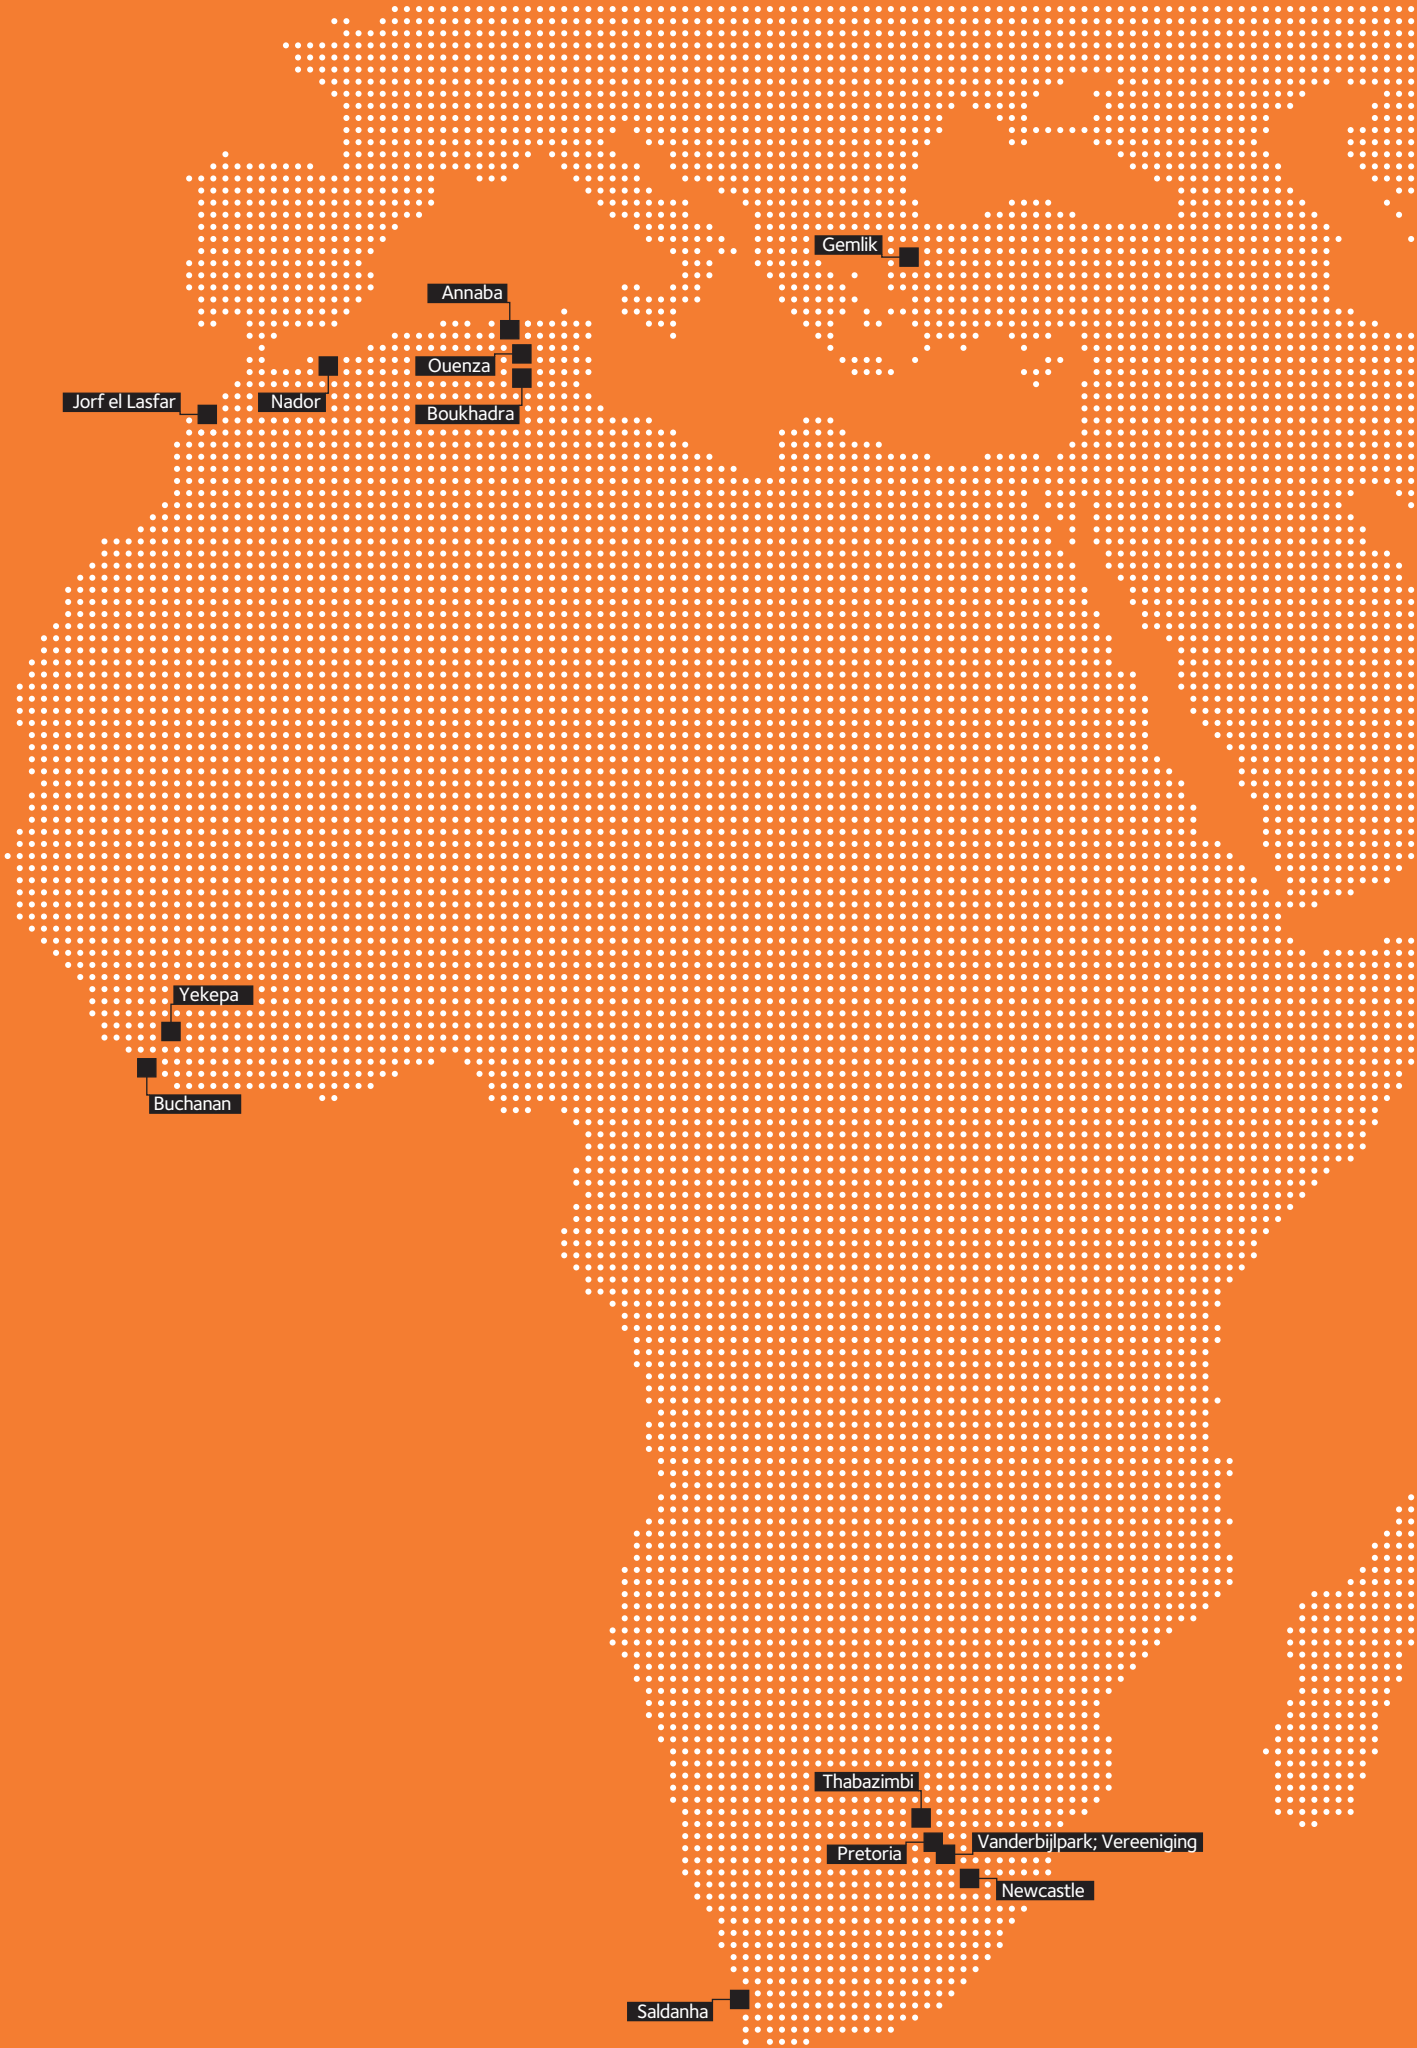 Gemlik
Annaba
Ouenza
Jorf el Lasfar
Nador
Boukhadra
Yekepa
Buchanan
Thabazimbi
Vanderbijlpark; Vereeniging
Pretoria
Newcastle
Saldanha